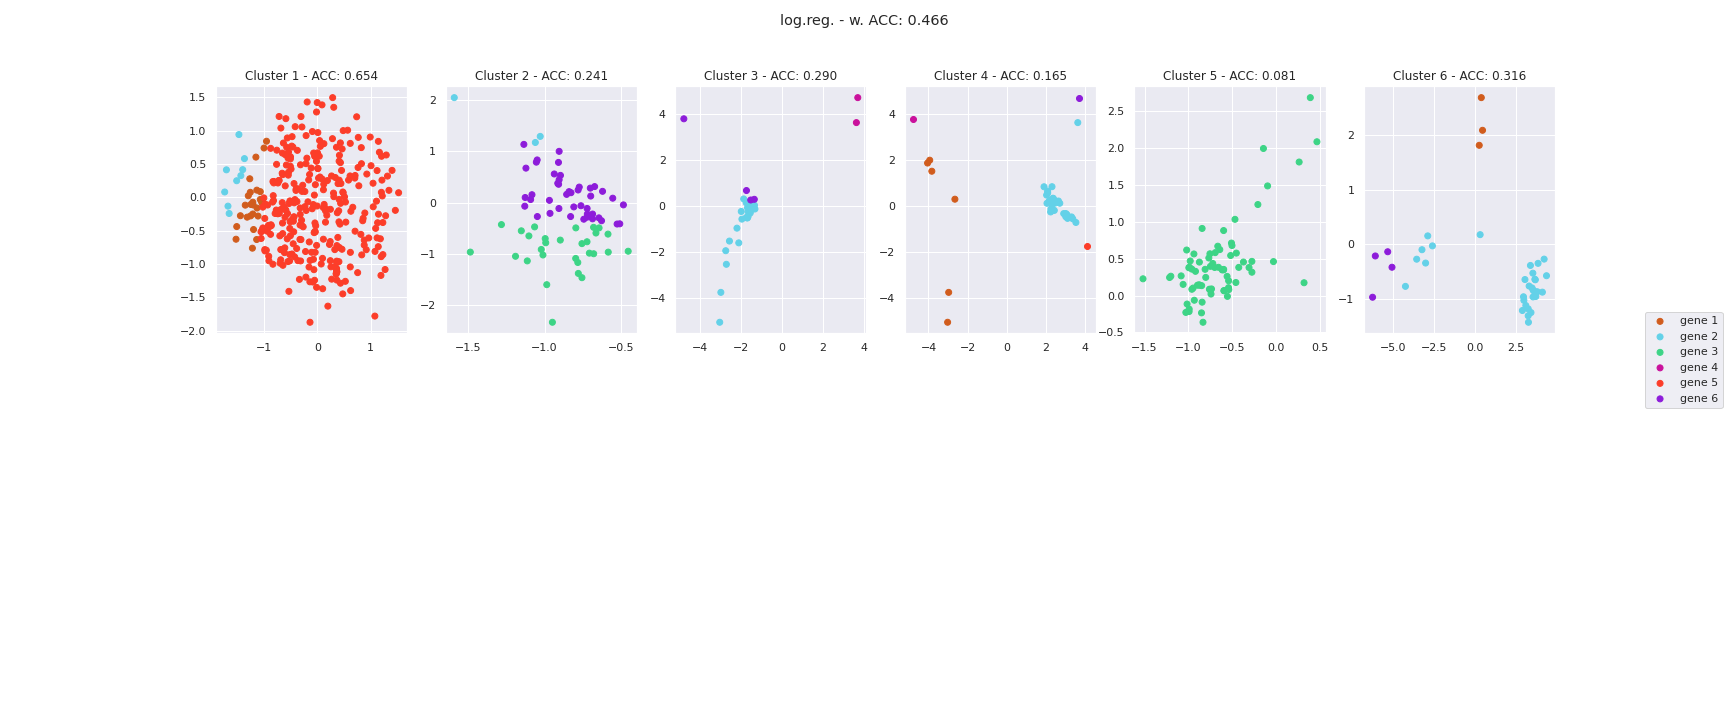 log.reg. - w. ACC: 0.466
Cluster 1 - ACC: 0.654
1.5
1.0
0.5
0.0
−0.5
−1.0
−1.5
−2.0
−1 0 1
Cluster 2 - ACC: 0.241
2
1
0
−1
−2
−1.5 −1.0 −0.5
Cluster 3 - ACC: 0.290
4
2
0
−2
−4
−4 −2 0 2 4
Cluster 4 - ACC: 0.165
4
2
0
−2
−4
−4 −2 0 2 4
Cluster 5 - ACC: 0.081
2.5
2.0
1.5
1.0
0.5
0.0
−0.5
−1.5 −1.0 −0.5 0.0 0.5
Cluster 6 - ACC: 0.316
2
1
0
−1
−5.0 −2.5 0.0 2.5
gene 1
gene 2
gene 3
gene 4
gene 5
gene 6